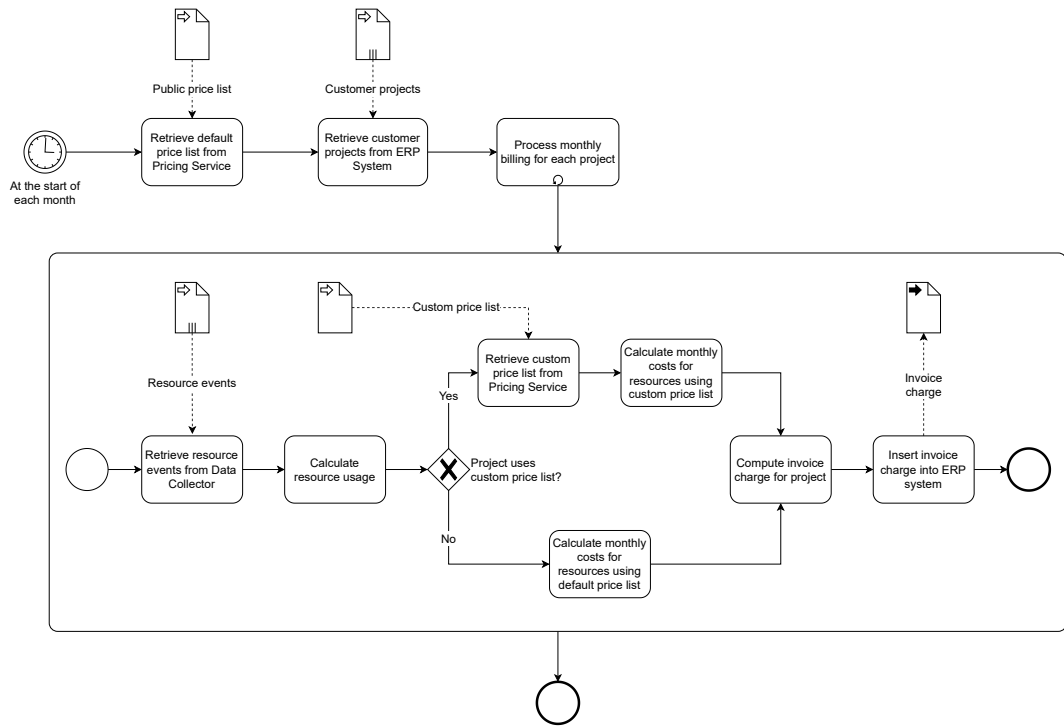 Public price list
Customer projects
At the start of
each month
Retrieve default
price list from
Pricing Service
Retrieve customer
projects from ERP
System
Process monthly
billing for each project
Resource events
Custom price list
Invoice
charge
Retrieve resource
events from Data
Collector
Calculate
resource usage
Project uses
custom price list?
Yes
No
Retrieve custom
price list from
Pricing Service
Calculate monthly
costs for
resources using
custom price list
Calculate monthly
costs for
resources using
default price list
Compute invoice
charge for project
Insert invoice
charge into ERP
system